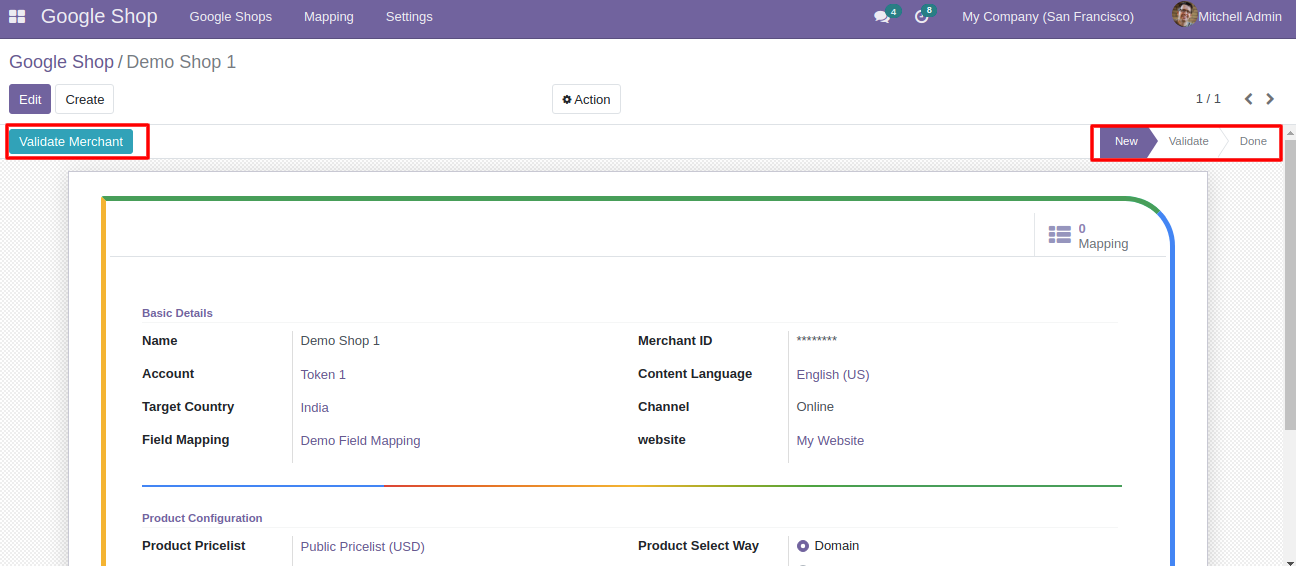 Google Shop Google Shops Mapping Settings 4 8 My Company (San Francisco) Mitchell Admin
Google Shop / Demo Shop 1
Edit Create Action 1 / 1
Validate Merchant New Validate Done
0
Mapping
Basic Details
Name Demo Shop 1 Merchant ID ********
Account Token 1 Content Language English (US)
Target Country India Channel Online
Field Mapping Demo Field Mapping website My Website
Product Configuration
Product Pricelist Public Pricelist (USD) Product Select Way Domain